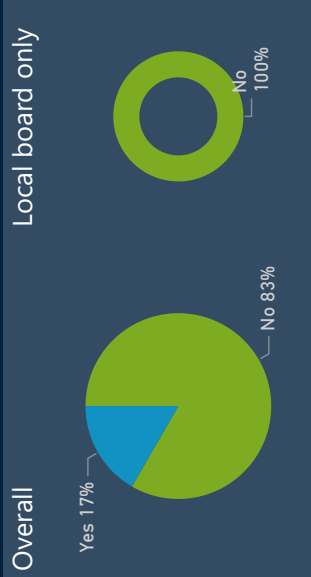 Overall
Local board only
Yes 17%
No 83%
No
100%